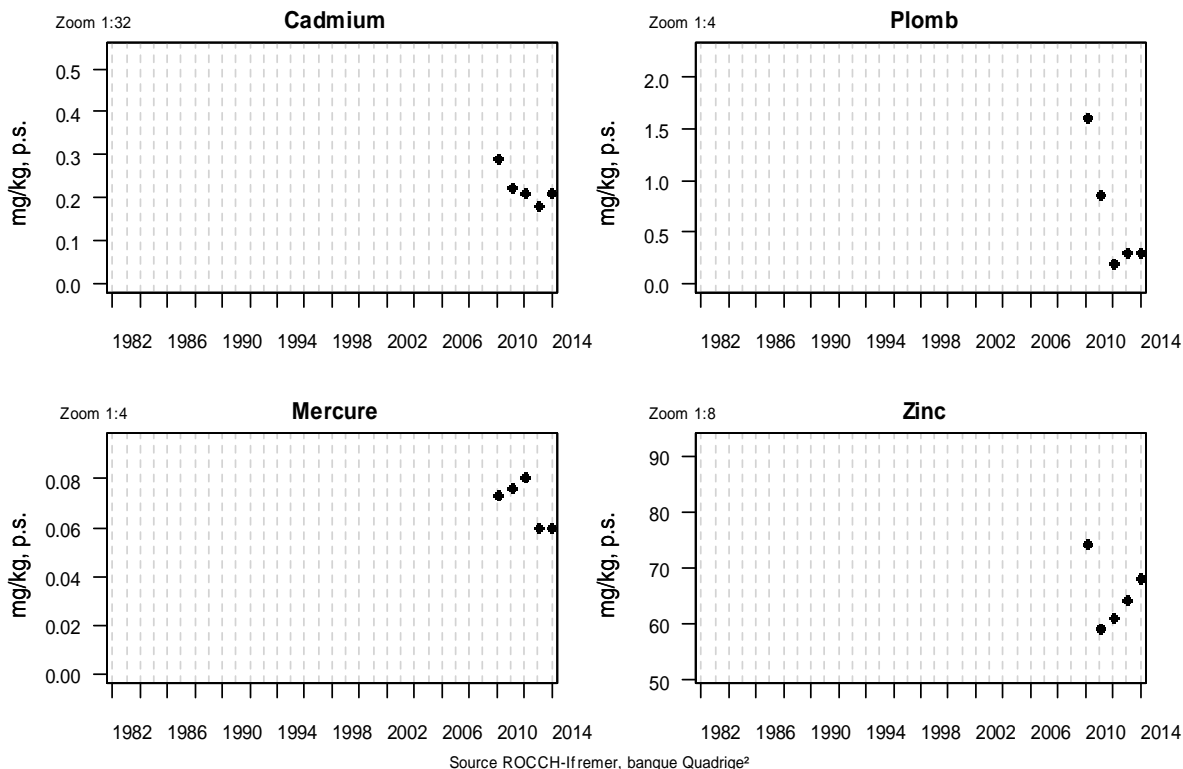 Zoom 1:32
Cadmium
mg/kg, p.s.
0.5
0.4
0.3
0.2
0.1
0.0
1982 1986 1990 1994 1998 2002 2006 2010 2014
Zoom 1:4
Plomb
mg/kg, p.s.
2.0
1.5
1.0
0.5
0.0
1982 1986 1990 1994 1998 2002 2006 2010 2014
Zoom 1:4
Mercure
mg/kg, p.s.
0.08
0.06
0.04
0.02
0.00
1982 1986 1990 1994 1998 2002 2006 2010 2014
Zoom 1:8
Zinc
mg/kg, p.s.
90
80
70
60
50
1982 1986 1990 1994 1998 2002 2006 2010 2014
Source ROCCH-Ifremer, banque Quadrige²